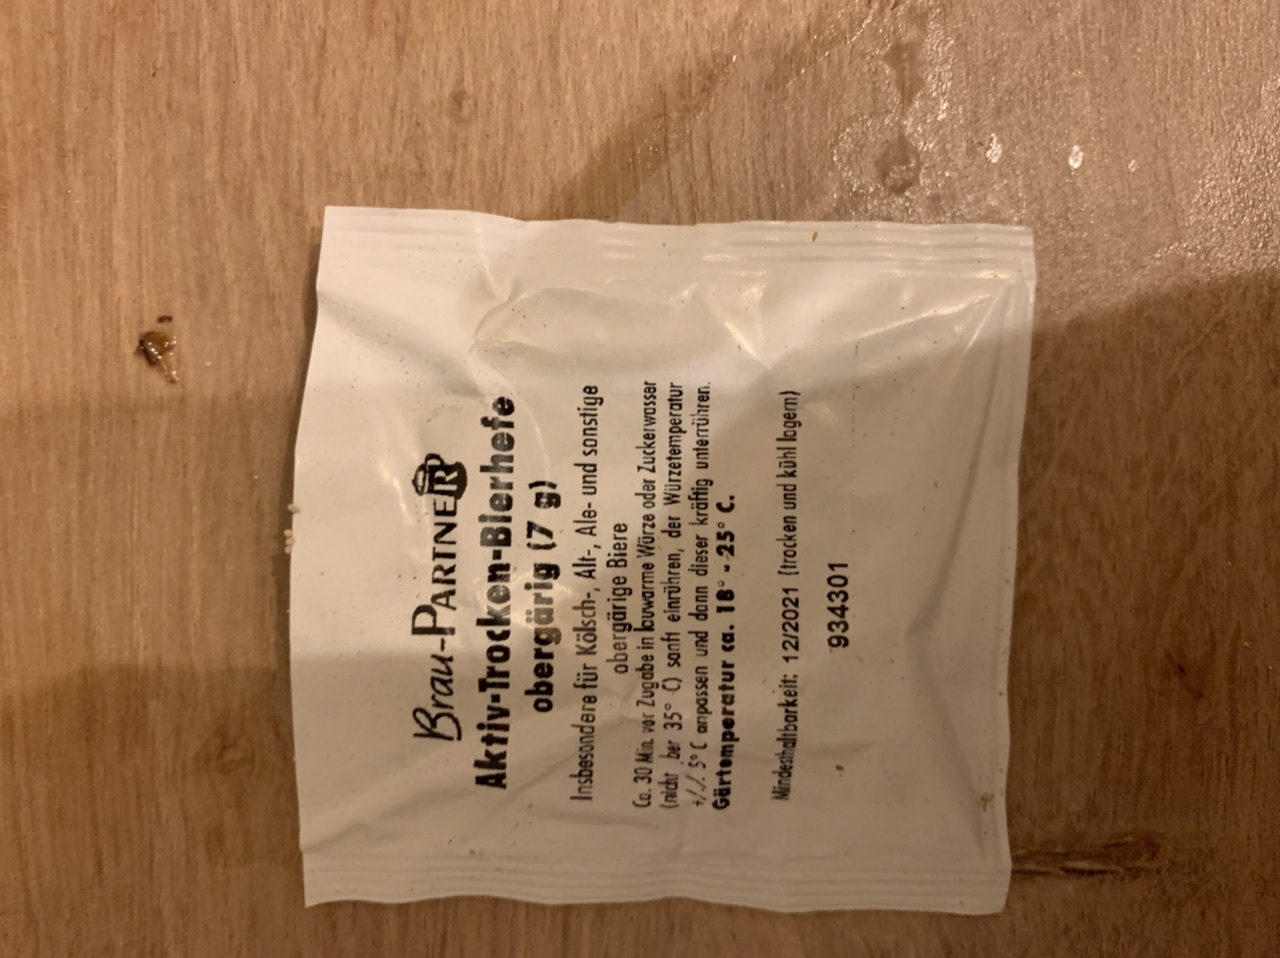 Brau-PARTNER
Aktiv-Trocken-Bierhefe
obergärig (7 g)
Insbesondere für Kölsch-, Alt-, Ale- und sonstige
obergärige Biere
Ca. 30 Min. vor Zugabe in lauwarme Würze oder Zuckerwasser
(nicht ber 35° C) sanft einrühren, der Würzetemperatur
+/./. 5° C anpassen und dann dieser kräftig unterrühren.
Gärtemperatur ca. 18° - 25° C.
Mindesthaltbarkeit: 12/2021 (trocken und kühl lagern)
934301